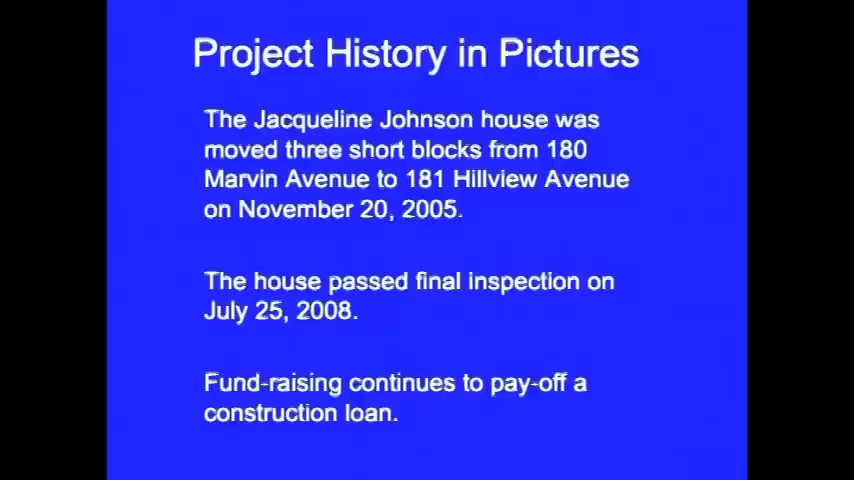 Project History in Pictures
The Jacqueline Johnson house was
moved three short blocks from 180
Marvin Avenue to 181 Hillview Avenue
on November 20, 2005.
The house passed final inspection on
July 25, 2008.
Fund-raising continues to pay-off a
construction loan.